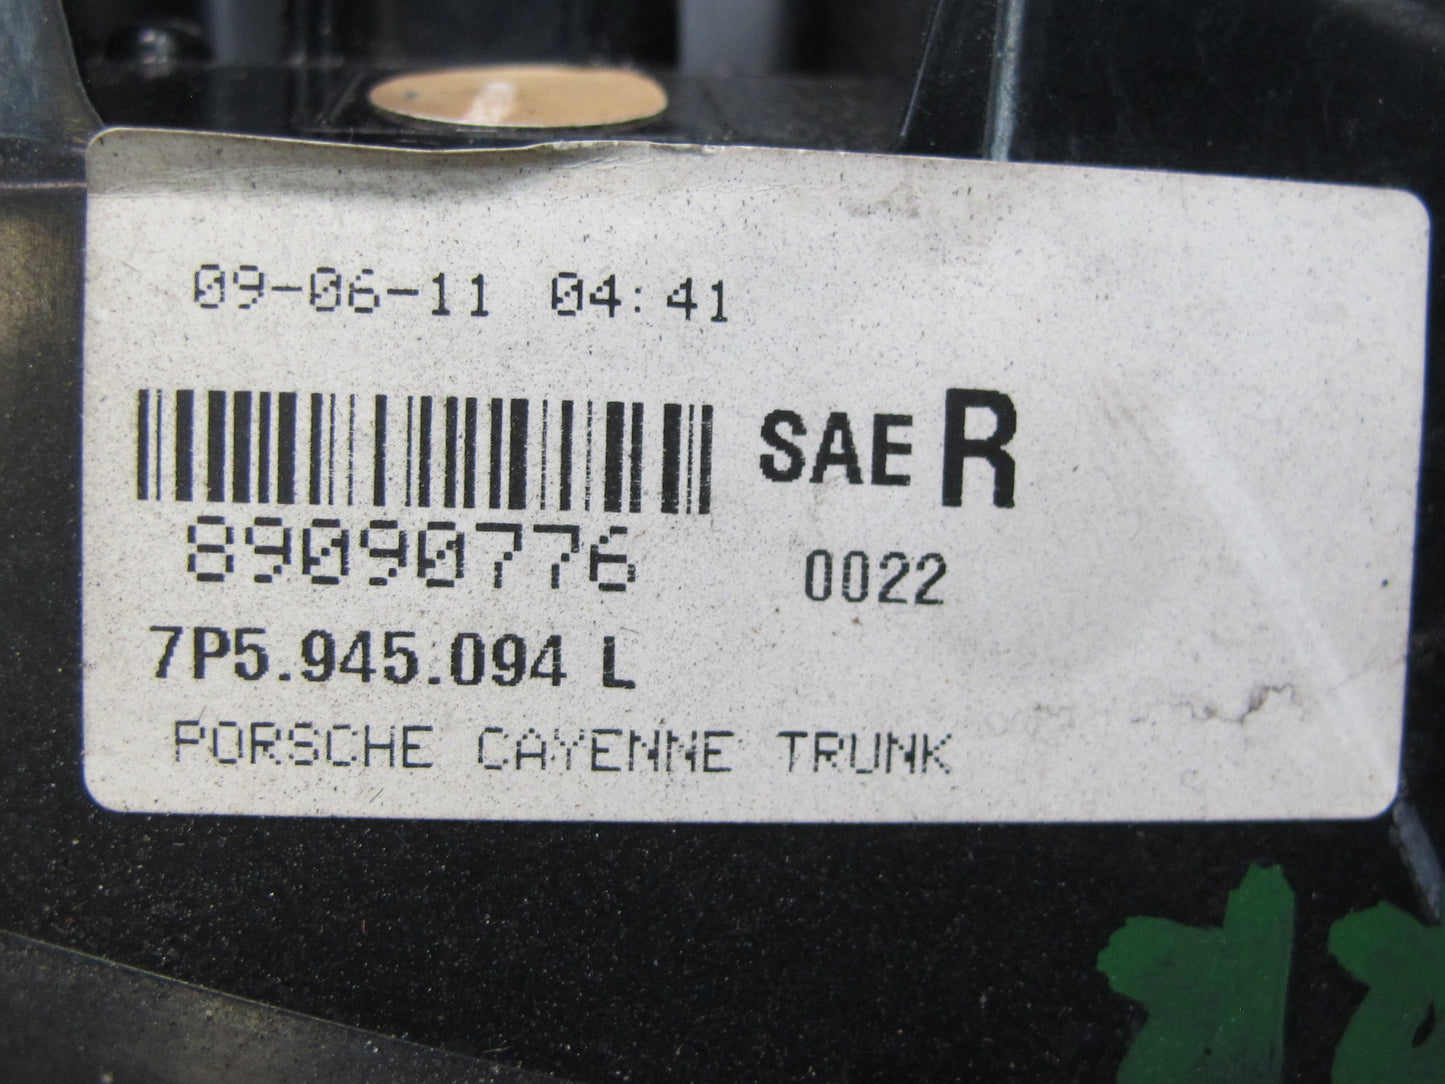 09-06-11 04:41
SAE R
89090776
0022
7P5.945.094 L
PORSCHE CAYENNE TRUNK